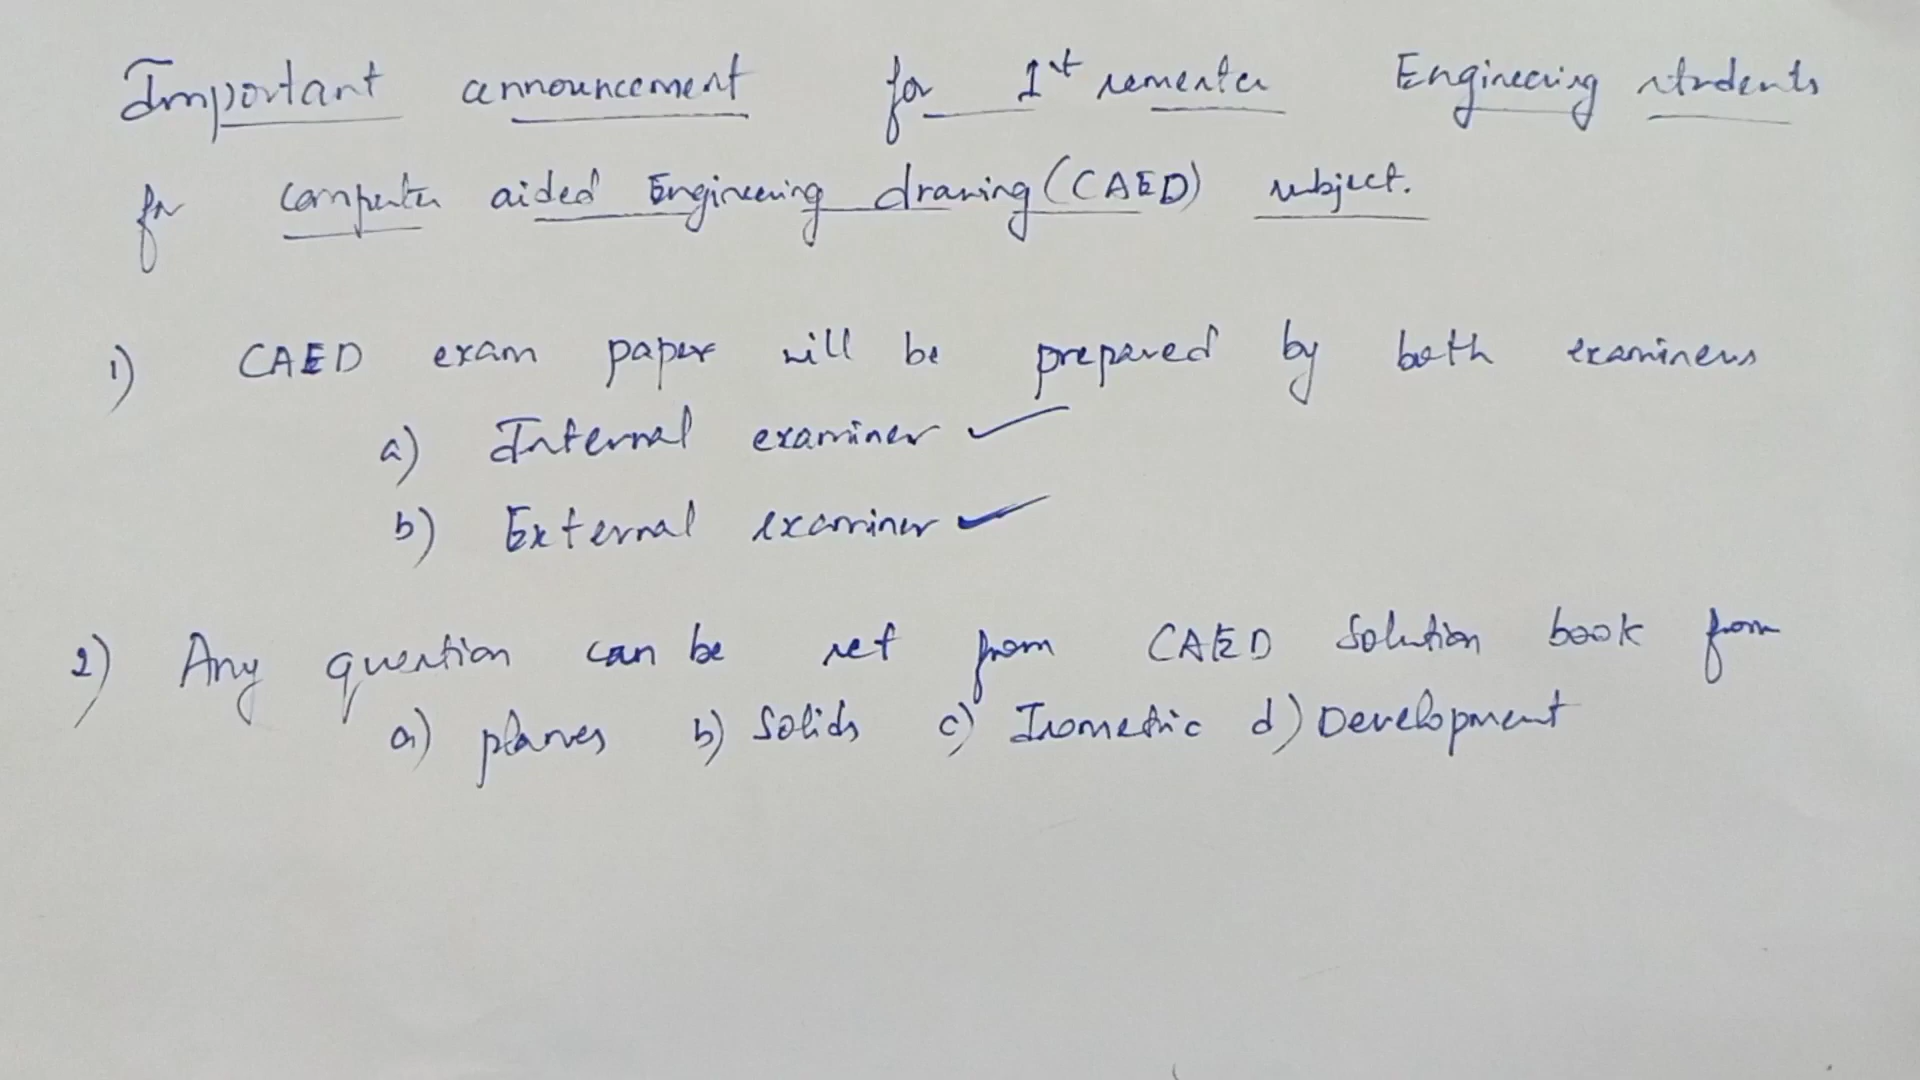 Important announcement for 1st semester Engineering students
for computer aided Engineering drawing (CAED) subject.
1) CAED exam paper will be prepared by both examiners
a) Internal examiner ✓
b) External examiner ✓
2) Any question can be set from CAED Solution book from
a) planes b) Solids c) Isometric d) Development